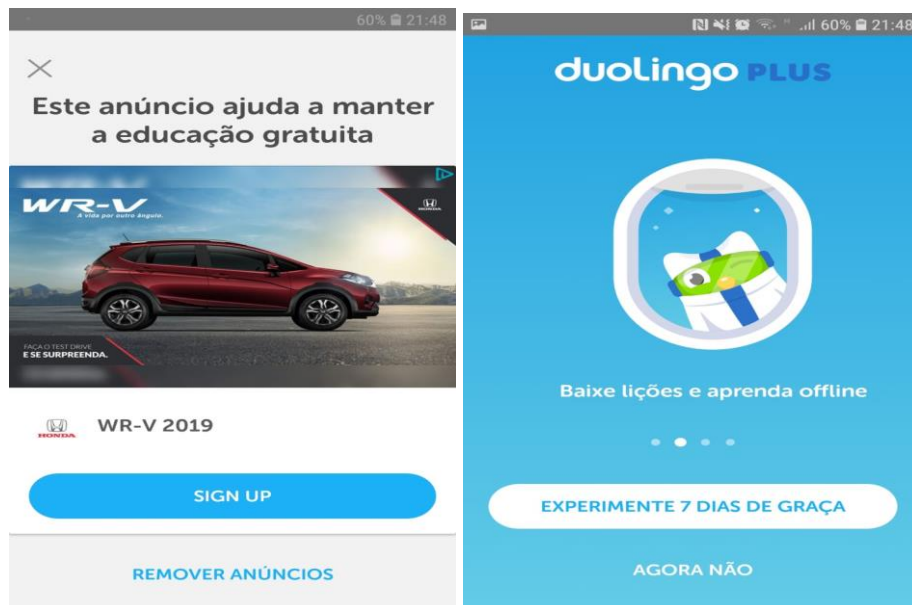 60% 21:48
Este anúncio ajuda a manter
a educação gratuita
WR-V
A vida por outro ângulo.
HONDA
FAÇA O TEST DRIVE
E SE SURPREENDA.
HONDA
WR-V 2019
SIGN UP
REMOVER ANÚNCIOS
60% 21:48
duolingo PLUS
Baixe lições e aprenda offline
EXPERIMENTE 7 DIAS DE GRAÇA
AGORA NÃO